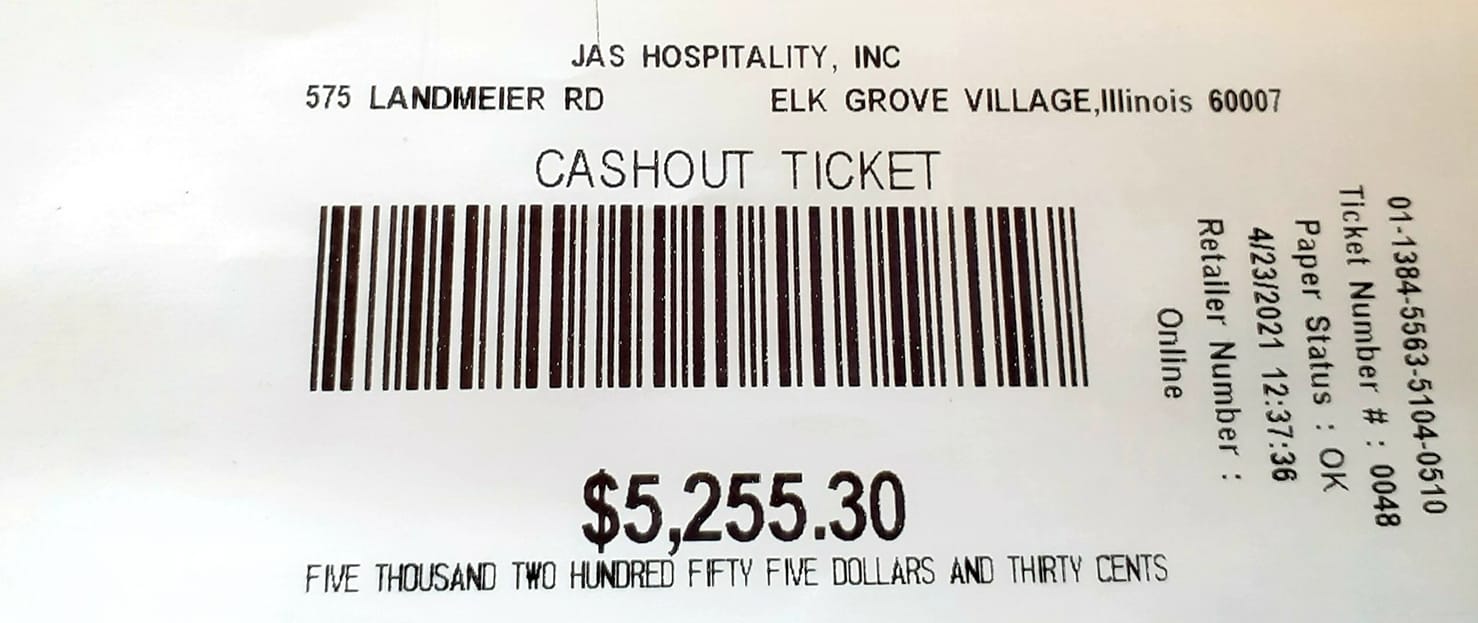 JAS HOSPITALITY, INC
575 LANDMEIER RD ELK GROVE VILLAGE,Illinois 60007
CASHOUT TICKET
$5,255.30
FIVE THOUSAND TWO HUNDRED FIFTY FIVE DOLLARS AND THIRTY CENTS
01-1384-5563-5104-0510
Ticket Number # : 0048
Paper Status : OK
4/23/2021 12:37:36
Retailer Number :
Online